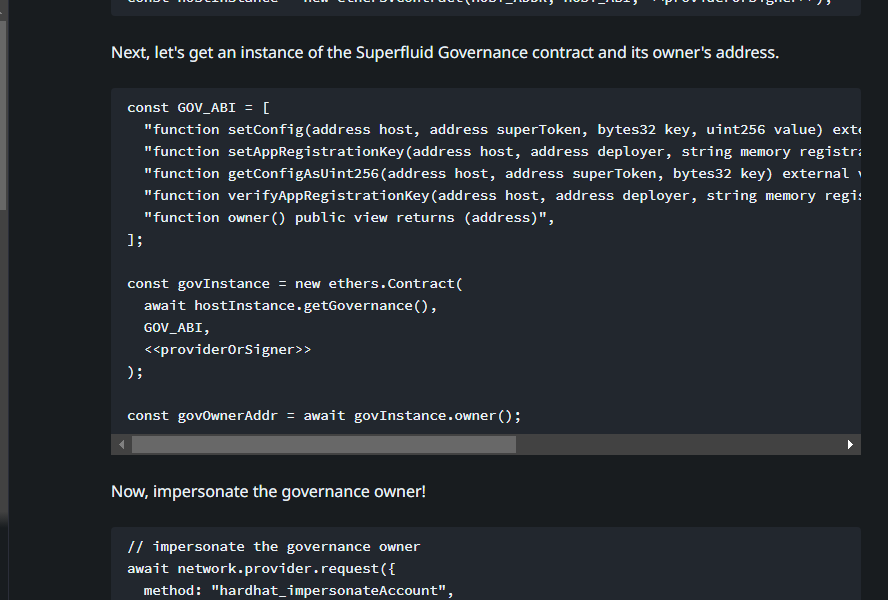 Next, let's get an instance of the Superfluid Governance contract and its owner's address.
const GOV_ABI = [
"function setConfig(address host, address superToken, bytes32 key, uint256 value)
"function setAppRegistrationKey(address host, address deployer, string memory
"function getConfigAsUint256(address host, address superToken, bytes32 key) external
"function verifyAppRegistrationKey(address host, address deployer, string memory
"function owner() public view returns (address)",
];
const govInstance = new ethers.Contract(
await hostInstance.getGovernance(),
GOV_ABI,
<<providerOrSigner>>
);
const govOwnerAddr = await govInstance.owner();
Now, impersonate the governance owner!
// impersonate the governance owner
await network.provider.request({
method: "hardhat_impersonateAccount",